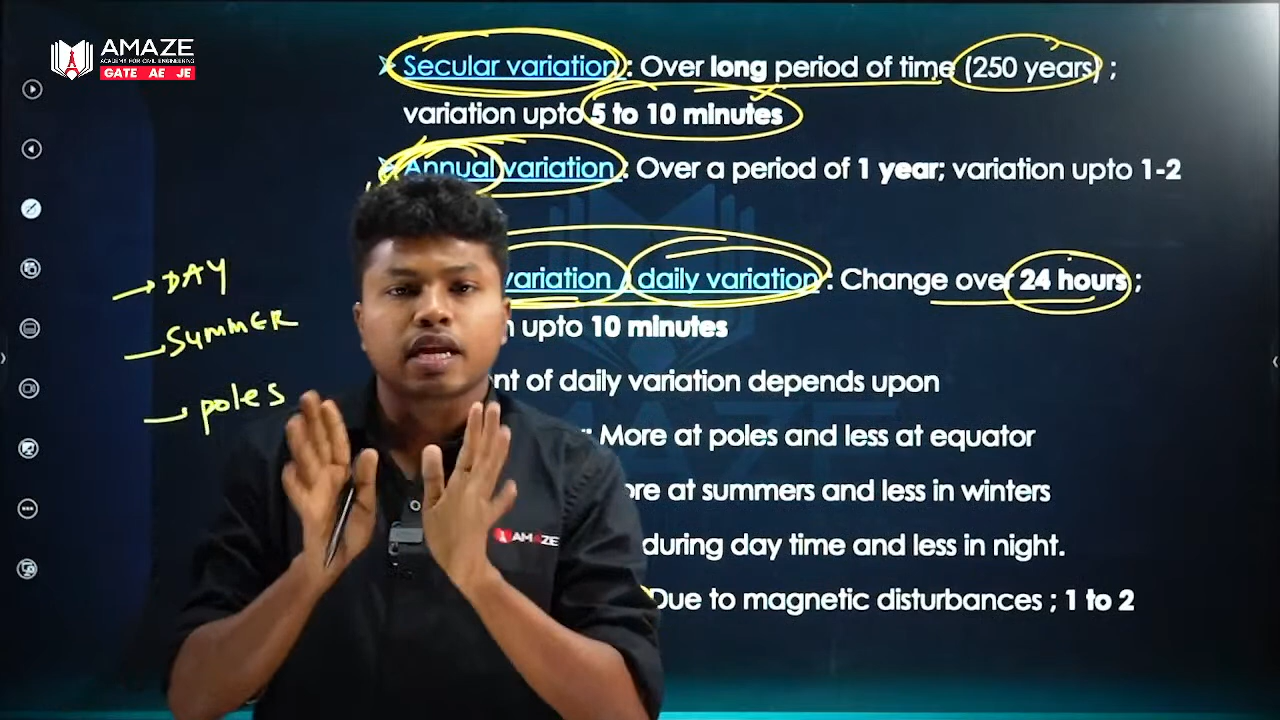 AMAZE
ACADEMY FOR CIVIL ENGINEERING
GATE AE JE
Secular variation : Over long period of time (250 years) ;
variation upto 5 to 10 minutes
Annual variation : Over a period of 1 year; variation upto 1-2
variation / daily variation : Change over 24 hours ;
upto 10 minutes
of daily variation depends upon
: More at poles and less at equator
at summers and less in winters
during day time and less in night.
Due to magnetic disturbances ; 1 to 2
→ DAY
→ SUMMER
→ poles
AMAZE